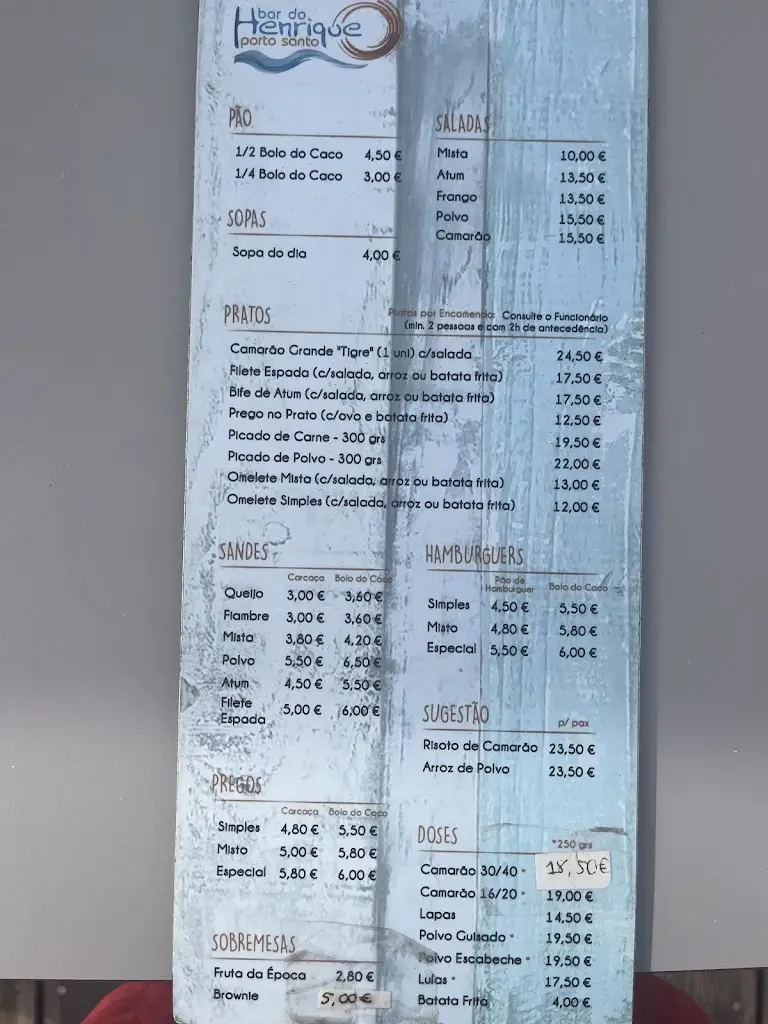 bar do
Henrique
porto santo
PÃO
1/2 Bolo do Caco 4,50 €
1/4 Bolo do Caco 3,00 €
SOPAS
Sopa do dia 4,00 €
SALADAS
Mista 10,00 €
Atum 13,50 €
Frango 13,50 €
Polvo 15,50 €
Camarão 15,50 €
PRATOS
Pratos por Encomenda: Consulte o Funcionário
(min. 2 pessoas e com 2h de antecedência)
Camarão Grande "Tigre" (1 uni) c/salada 24,50 €
Filete Espada (c/salada, arroz ou batata frita) 17,50 €
Bife de Atum (c/salada, arroz ou batata frita) 17,50 €
Prego no Prato (c/ovo e batata frita) 12,50 €
Picado de Carne - 300 grs 19,50 €
Picado de Polvo - 300 grs 22,00 €
Omelete Mista (c/salada, arroz ou batata frita) 13,00 €
Omelete Simples (c/salada, arroz ou batata frita) 12,00 €
SANDES
Carcaça Bolo do Caco
Queijo 3,00 € 3,60 €
Fiambre 3,00 € 3,60 €
Mista 3,80 € 4,20 €
Polvo 5,50 € 6,50 €
Atum 4,50 € 5,50 €
Filete
Espada 5,00 € 6,00 €
PREGOS
Carcaça Bolo do Caco
Simples 4,80 € 5,50 €
Misto 5,00 € 5,80 €
Especial 5,80 € 6,00 €
SOBREMESAS
Fruta da Época 2,80 €
Brownie 5,00 €
HAMBURGUERS
Pão de
Hamburguer Bolo do Caco
Simples 4,50 € 5,50 €
Misto 4,80 € 5,80 €
Especial 5,50 € 6,00 €
SUGESTÃO p/ pax
Risoto de Camarão 23,50 €
Arroz de Polvo 23,50 €
DOSES *250 grs
Camarão 30/40 * 18,50 €
Camarão 16/20 * 19,00 €
Lapas 14,50 €
Polvo Guisado * 19,50 €
Polvo Escabeche * 19,50 €
Lulas * 17,50 €
Batata Frita 4,00 €